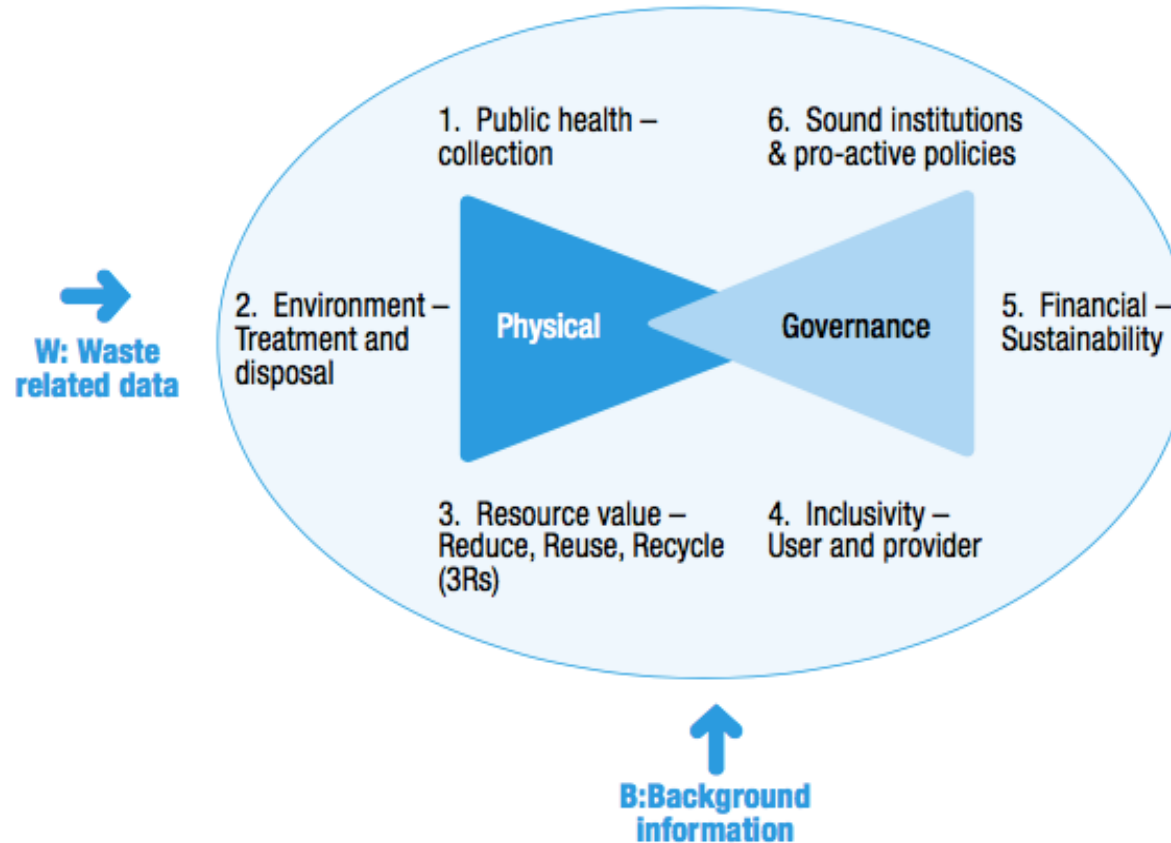 1. Public health –
collection
6. Sound institutions
& pro-active policies
W: Waste
related data
2. Environment –
Treatment and
disposal
Physical
Governance
5. Financial –
Sustainability
3. Resource value –
Reduce, Reuse, Recycle
(3Rs)
4. Inclusivity –
User and provider
B:Background
information